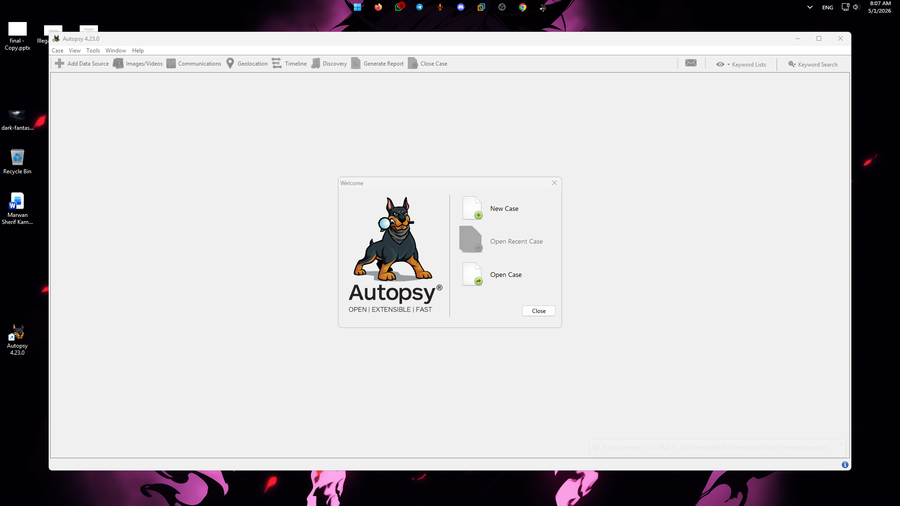 8:07 AM
ENG
5/1/2026
final -
Copy.pptx
Autopsy 4.23.0
Case View Tools Window Help
Add Data Source Images/Videos Communications Geolocation Timeline Discovery Generate Report Close Case Keyword Lists Keyword Search
dark-fantas...
Recycle Bin
Marwan
Sherif Kam...
Autopsy
4.23.0
Welcome
New Case
Open Recent Case
Open Case
Autopsy®
OPEN | EXTENSIBLE | FAST
Close